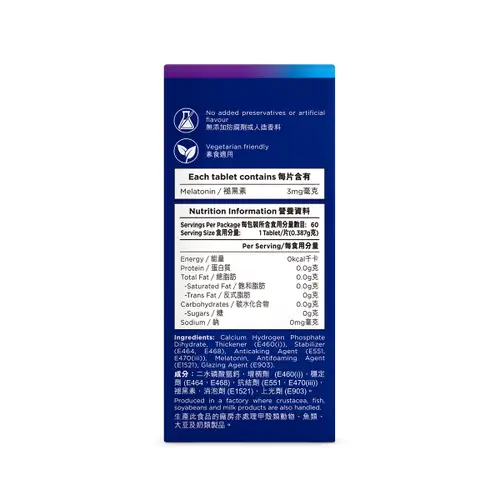 No added preservatives or artificial
flavour
無添加防腐劑或人造香料
Vegetarian friendly
素食適用
Each tablet contains 每片含有
Melatonin / 褪黑素 3mg毫克
Nutrition Information 營養資料
Servings Per Package 每包裝所含食用分量數目: 60
Serving Size 食用分量: 1 Tablet/片(0.387g克)
Per Serving/每食用分量
Energy / 能量 0kcal千卡
Protein / 蛋白質 0.0g克
Total Fat / 總脂肪 0.0g克
-Saturated Fat / 飽和脂肪 0.0g克
-Trans Fat / 反式脂肪 0g克
Carbohydrates / 碳水化合物 0.0g克
-Sugars / 糖 0g克
Sodium / 鈉 0mg毫克
Ingredients: Calcium Hydrogen Phosphate
Dihydrate, Thickener (E460(i)), Stabilizer
(E464, E468), Anticaking Agent (E551,
E470(iii)), Melatonin, Antifoaming Agent
(E1521), Glazing Agent (E903).
成分：二水磷酸氫鈣, 增稠劑 (E460(i)), 穩定
劑 (E464, E468), 抗結劑 (E551, E470(iii)),
褪黑素, 消泡劑 (E1521), 上光劑 (E903)。
Produced in a factory where crustacea, fish,
soyabeans and milk products are also handled.
生產此食品的廠房亦處理甲殼類動物、魚類、
大豆及奶類製品。